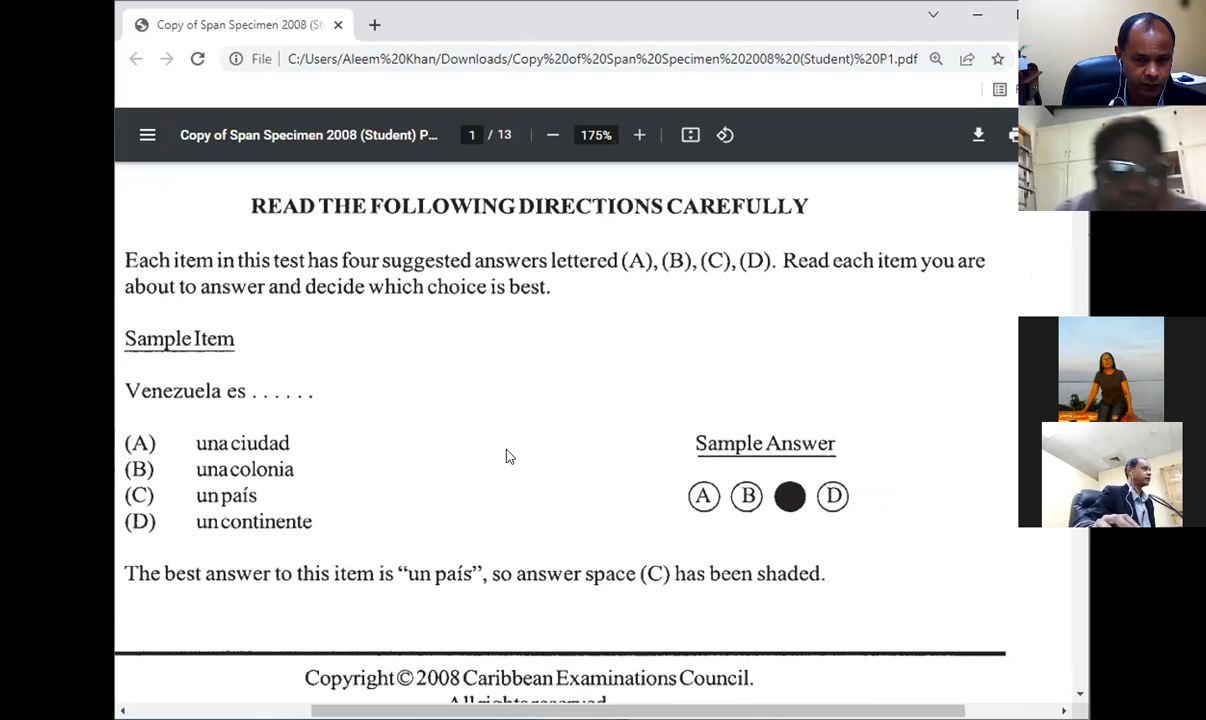 Copy of Span Specimen 2008 (St
File C:/Users/Aleem%20Khan/Downloads/Copy%20of%20Span%20Specimen%202008%20(Student)%20P1.pdf
Copy of Span Specimen 2008 (Student) P... 1 / 13 175%
READ THE FOLLOWING DIRECTIONS CAREFULLY
Each item in this test has four suggested answers lettered (A), (B), (C), (D). Read each item you are
about to answer and decide which choice is best.
Sample Item
Venezuela es . . . . . .
(A) una ciudad
(B) una colonia
(C) un país
(D) un continente
Sample Answer
A B D
The best answer to this item is “un país”, so answer space (C) has been shaded.
Copyright © 2008 Caribbean Examinations Council.
All rights reserved